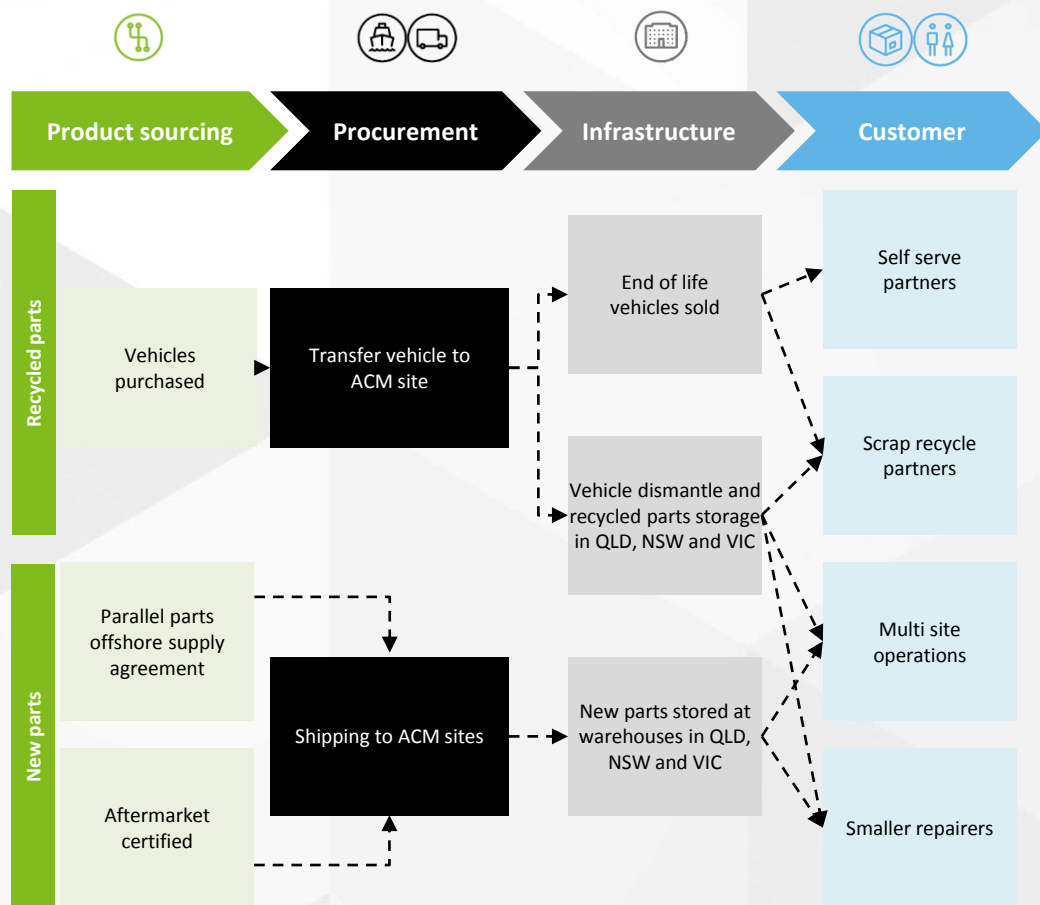 Product sourcing
Procurement
Infrastructure
Customer
Recycled parts
Vehicles
purchased
Transfer vehicle to
ACM site
End of life
vehicles sold
Vehicle dismantle and
recycled parts storage
in QLD, NSW and VIC
Self serve
partners
Scrap recycle
partners
New parts
Parallel parts
offshore supply
agreement
Aftermarket
certified
Shipping to ACM sites
New parts stored at
warehouses in QLD,
NSW and VIC
Multi site
operations
Smaller repairers